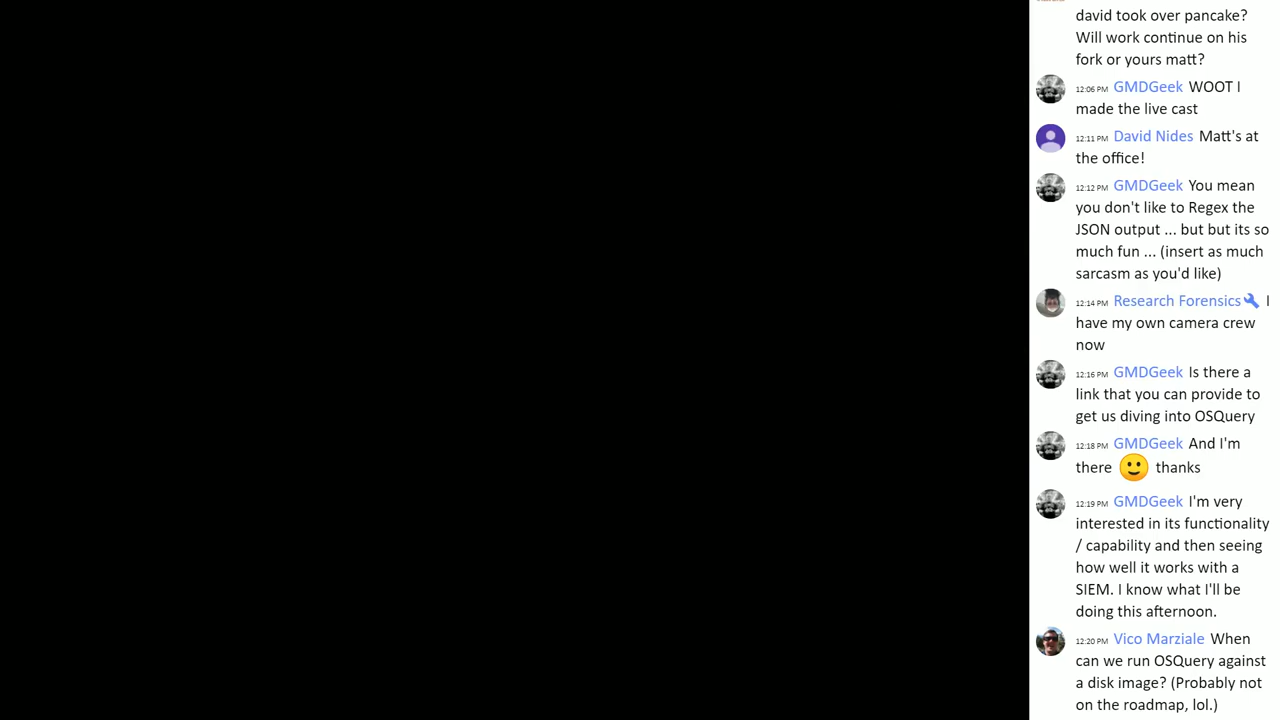 david took over pancake?
Will work continue on his
fork or yours matt?
12:06 PM GMDGeek WOOT I
made the live cast
12:11 PM David Nides Matt's at
the office!
12:12 PM GMDGeek You mean
you don't like to Regex the
JSON output ... but but its so
much fun ... (insert as much
sarcasm as you'd like)
12:14 PM Research Forensics I
have my own camera crew
now
12:16 PM GMDGeek Is there a
link that you can provide to
get us diving into OSQuery
12:18 PM GMDGeek And I'm
there 🙂 thanks
12:19 PM GMDGeek I'm very
interested in its functionality
/ capability and then seeing
how well it works with a
SIEM. I know what I'll be
doing this afternoon.
12:20 PM Vico Marziale When
can we run OSQuery against
a disk image? (Probably not
on the roadmap, lol.)